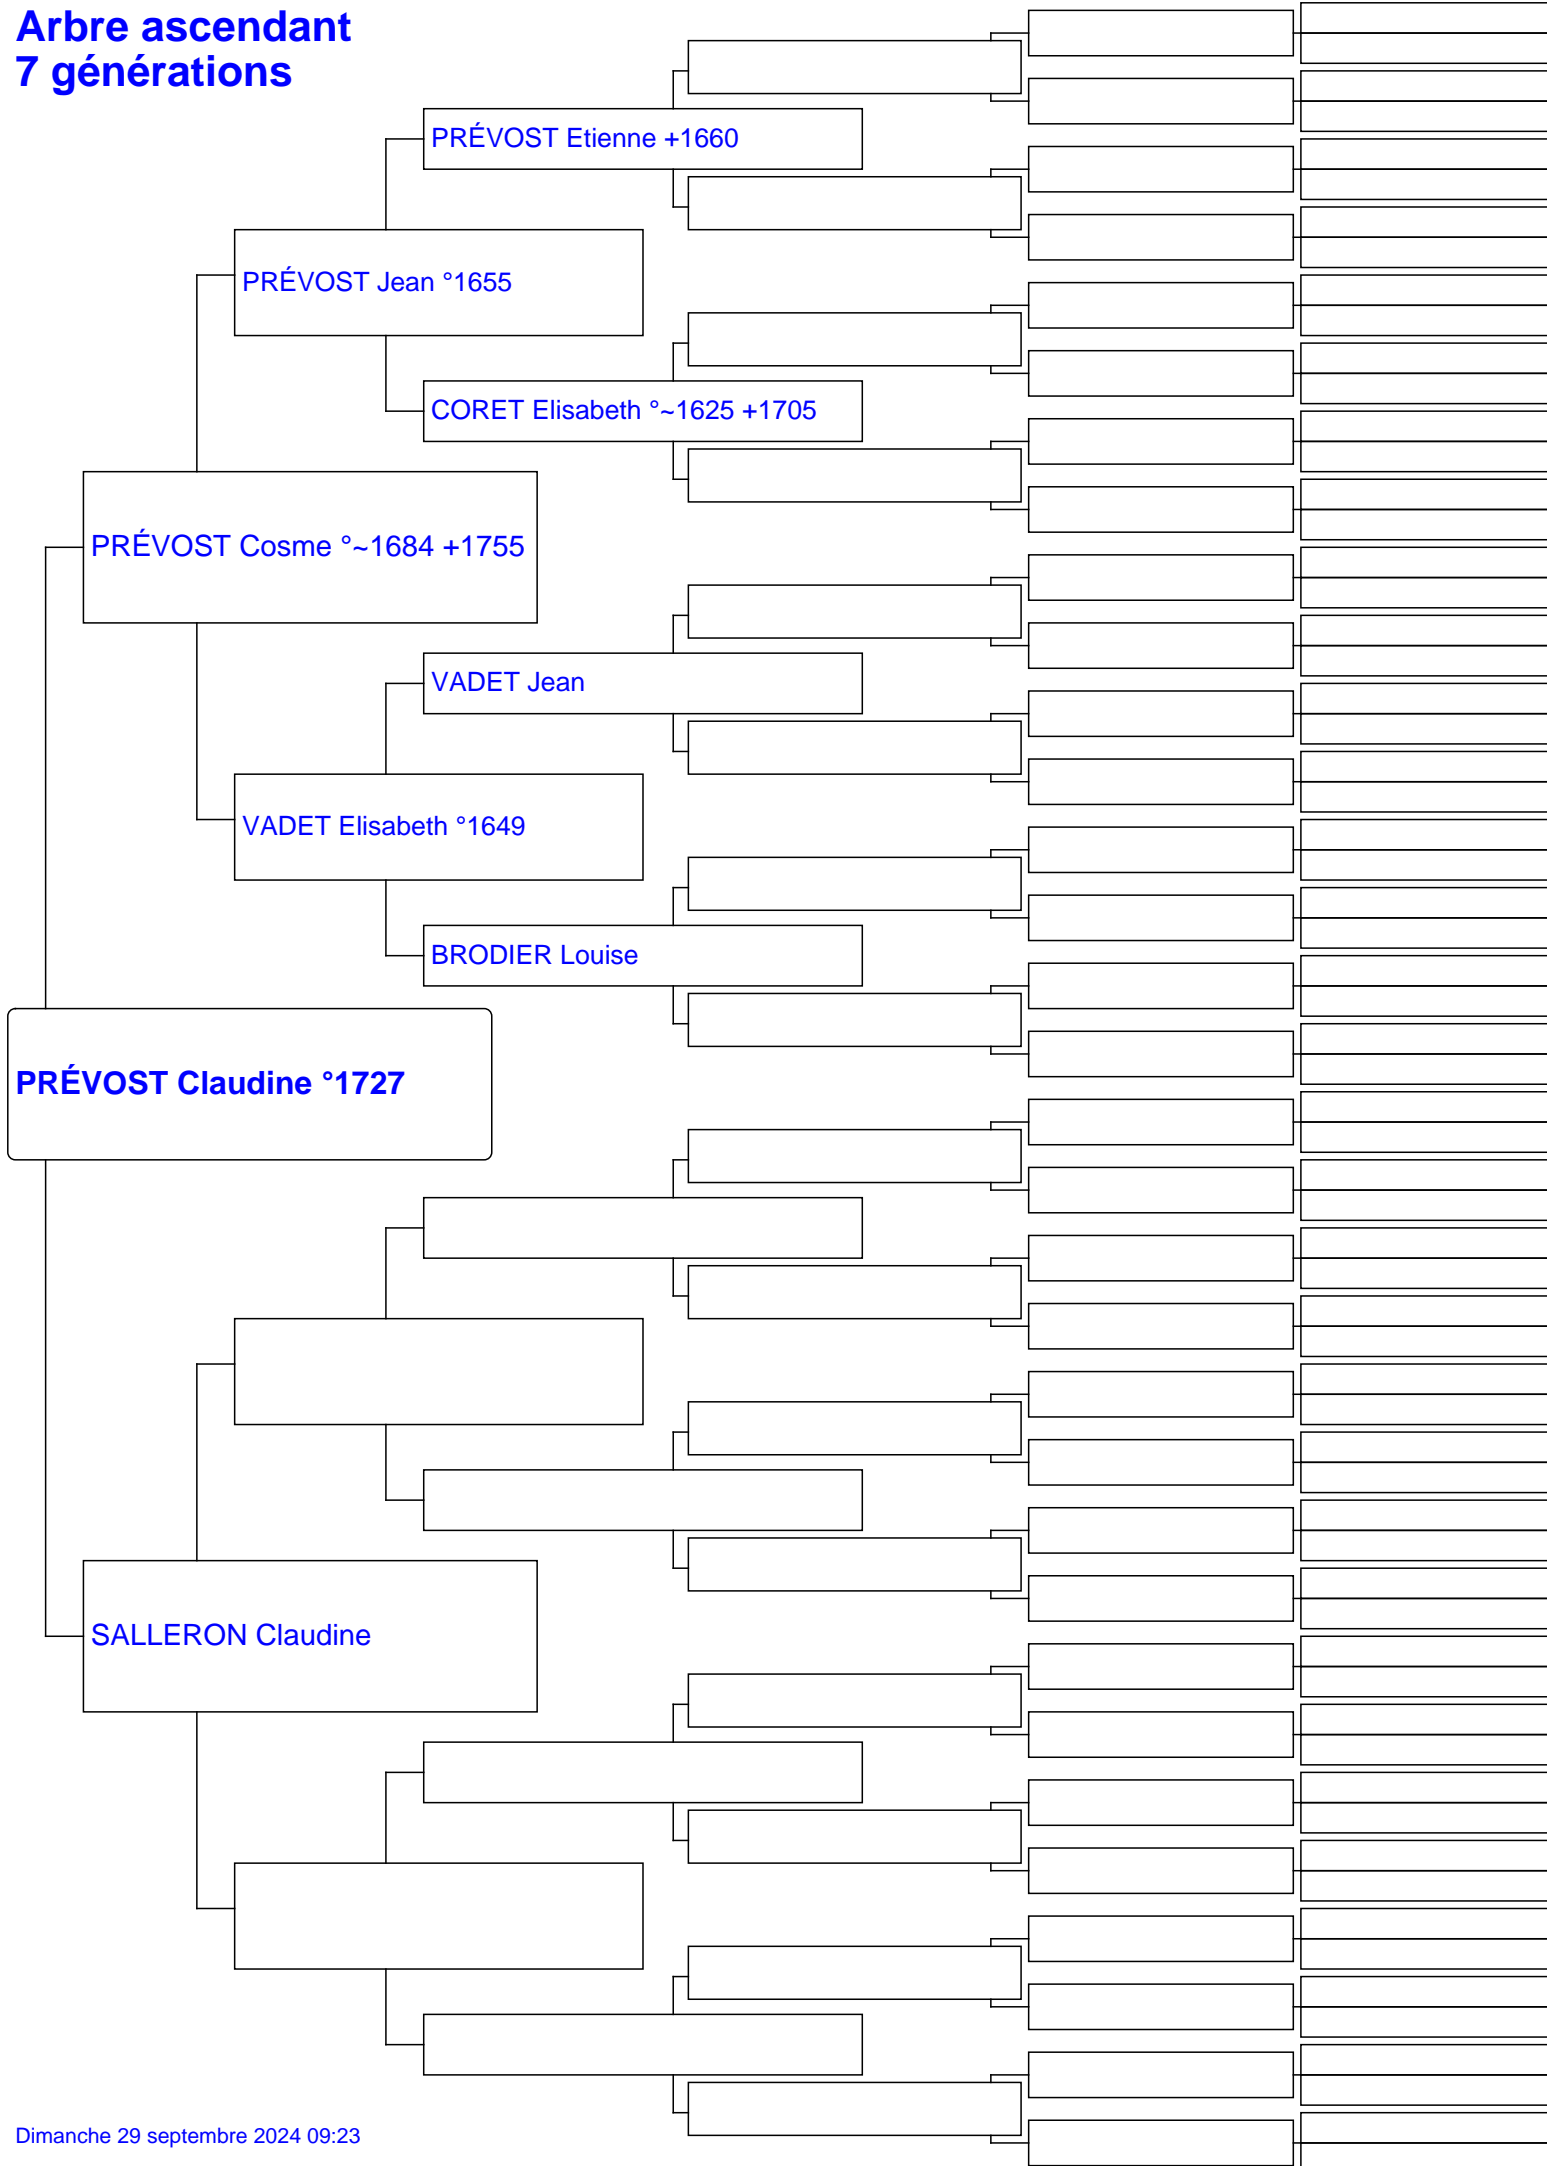 Arbre ascendant
7 générations
PRÉVOST Etienne +1660
PRÉVOST Jean °1655
CORET Elisabeth °~1625 +1705
PRÉVOST Cosme °~1684 +1755
VADET Jean
VADET Elisabeth °1649
BRODIER Louise
PRÉVOST Claudine °1727
SALLERON Claudine
Dimanche 29 septembre 2024 09:23